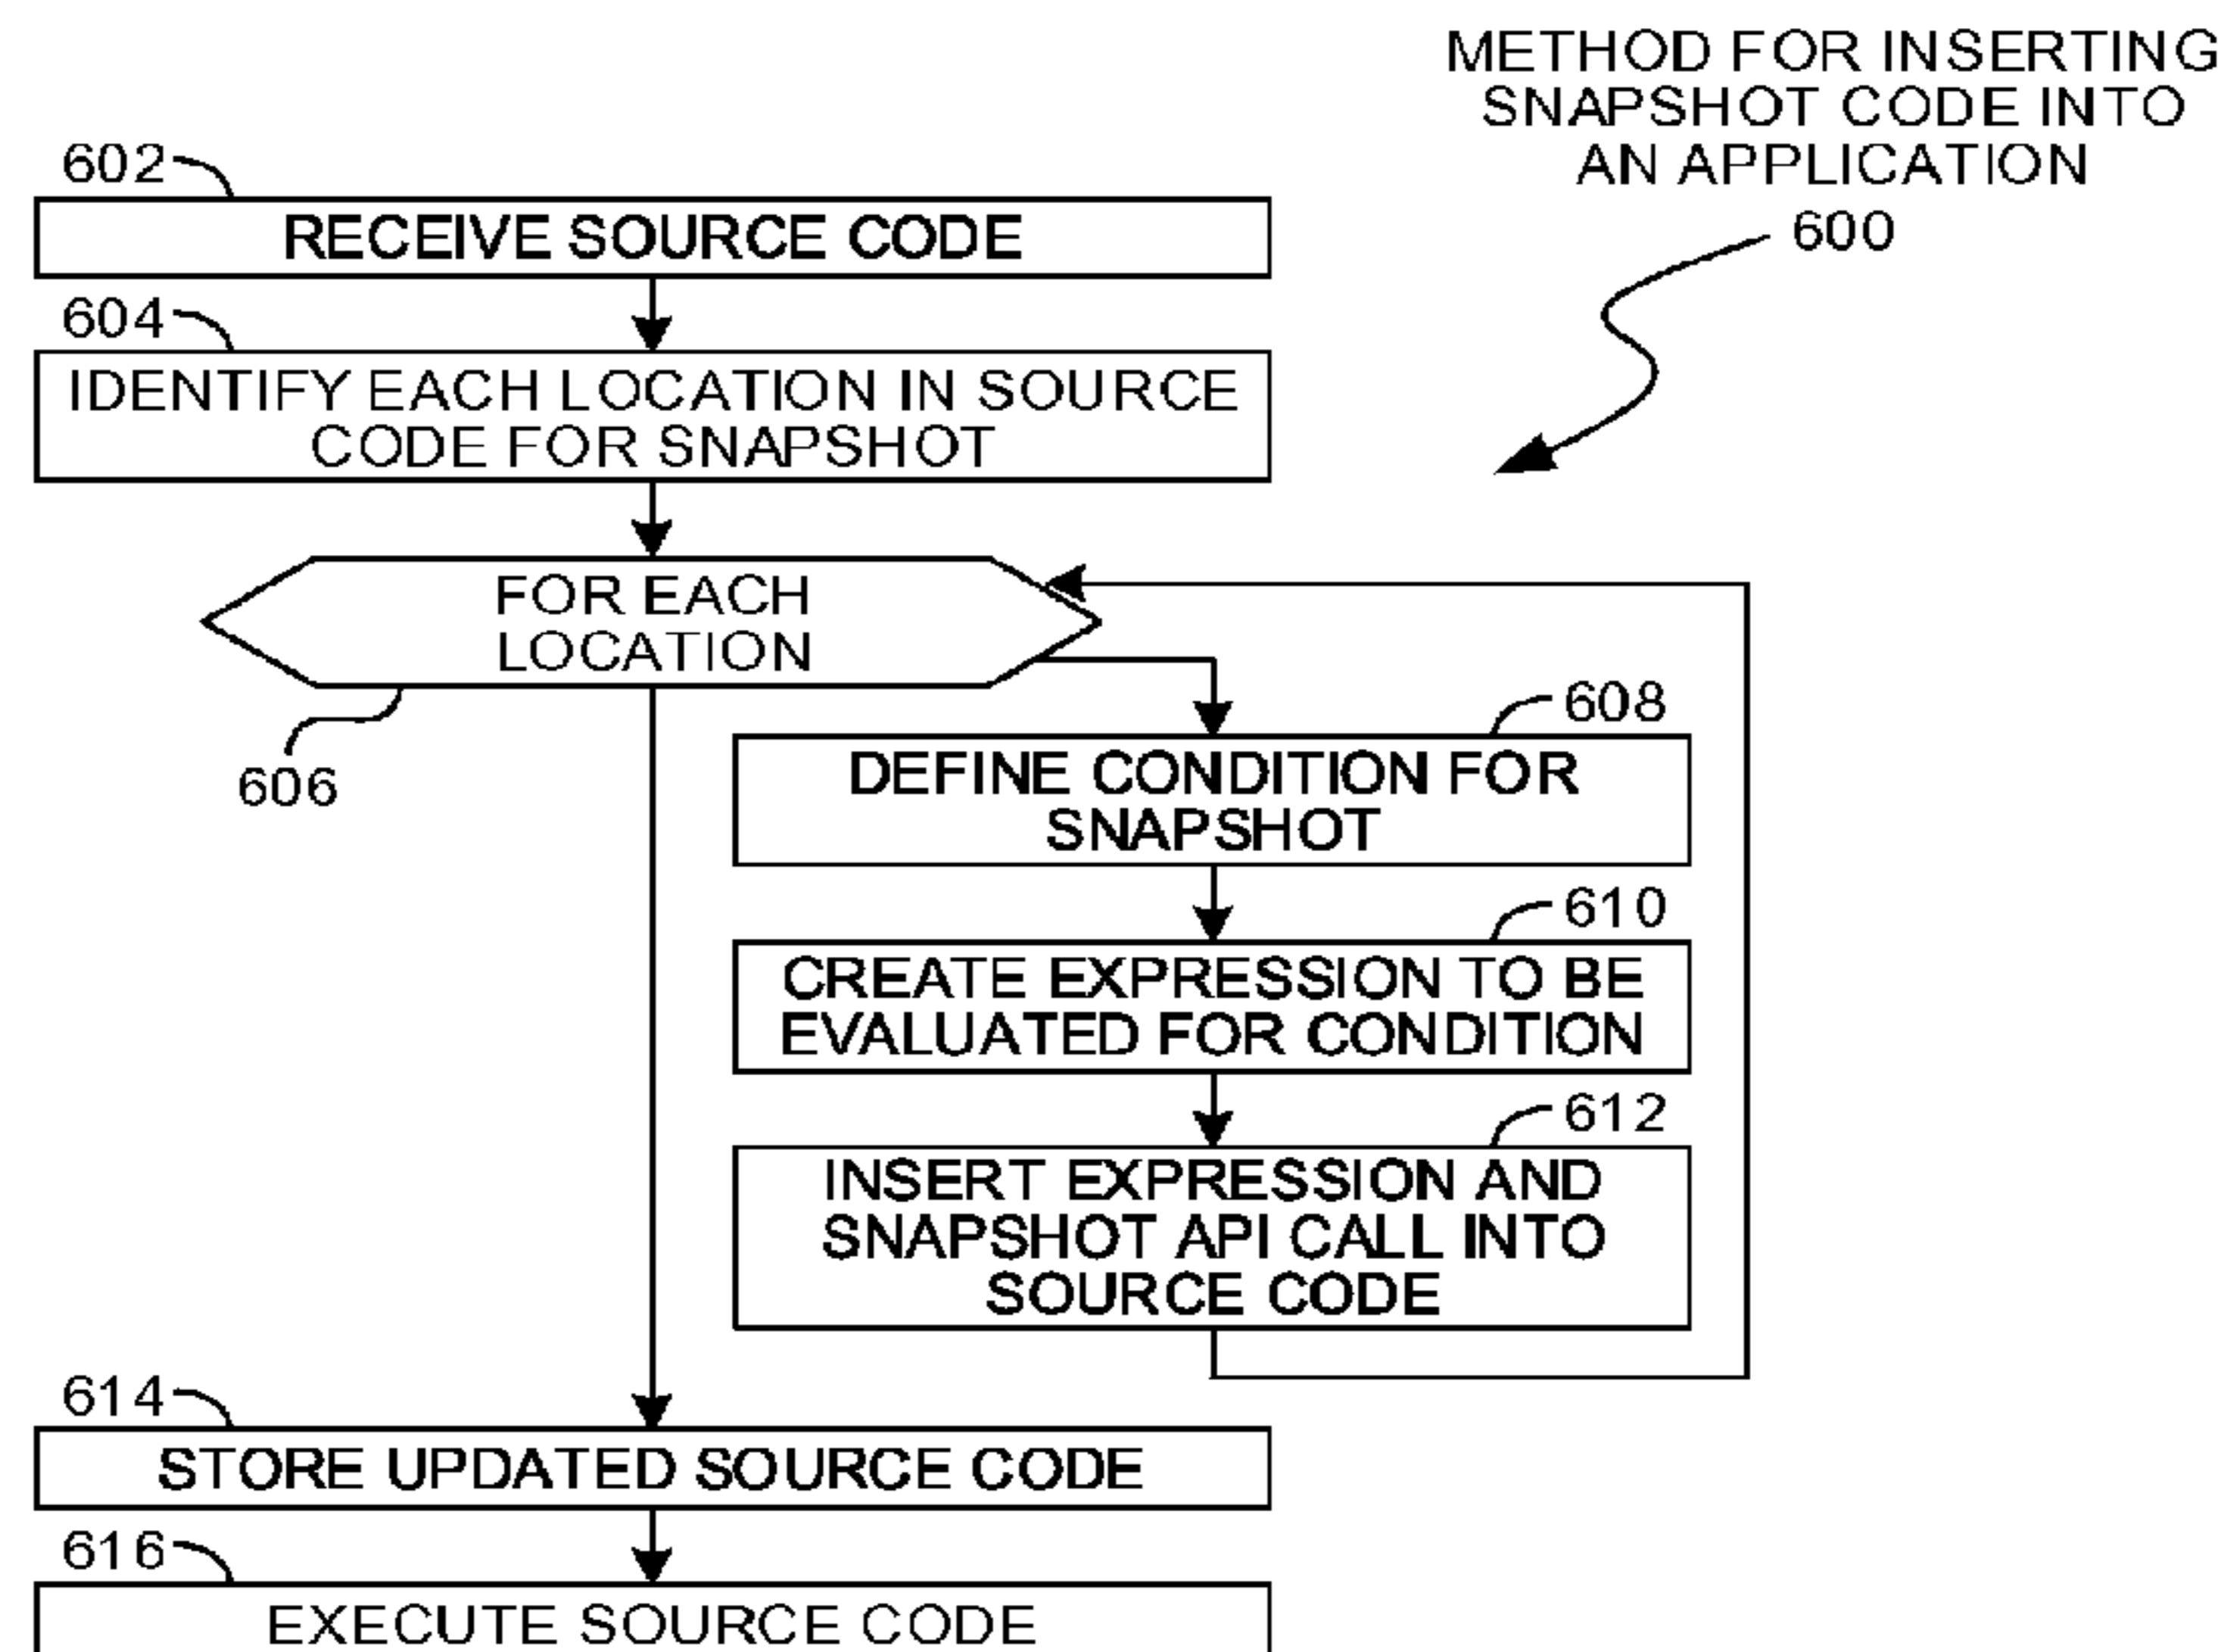 METHOD FOR INSERTING
SNAPSHOT CODE INTO
AN APPLICATION
600
602
RECEIVE SOURCE CODE
604
IDENTIFY EACH LOCATION IN SOURCE
CODE FOR SNAPSHOT
FOR EACH
LOCATION
606
608
DEFINE CONDITION FOR
SNAPSHOT
610
CREATE EXPRESSION TO BE
EVALUATED FOR CONDITION
612
INSERT EXPRESSION AND
SNAPSHOT API CALL INTO
SOURCE CODE
614
STORE UPDATED SOURCE CODE
616
EXECUTE SOURCE CODE